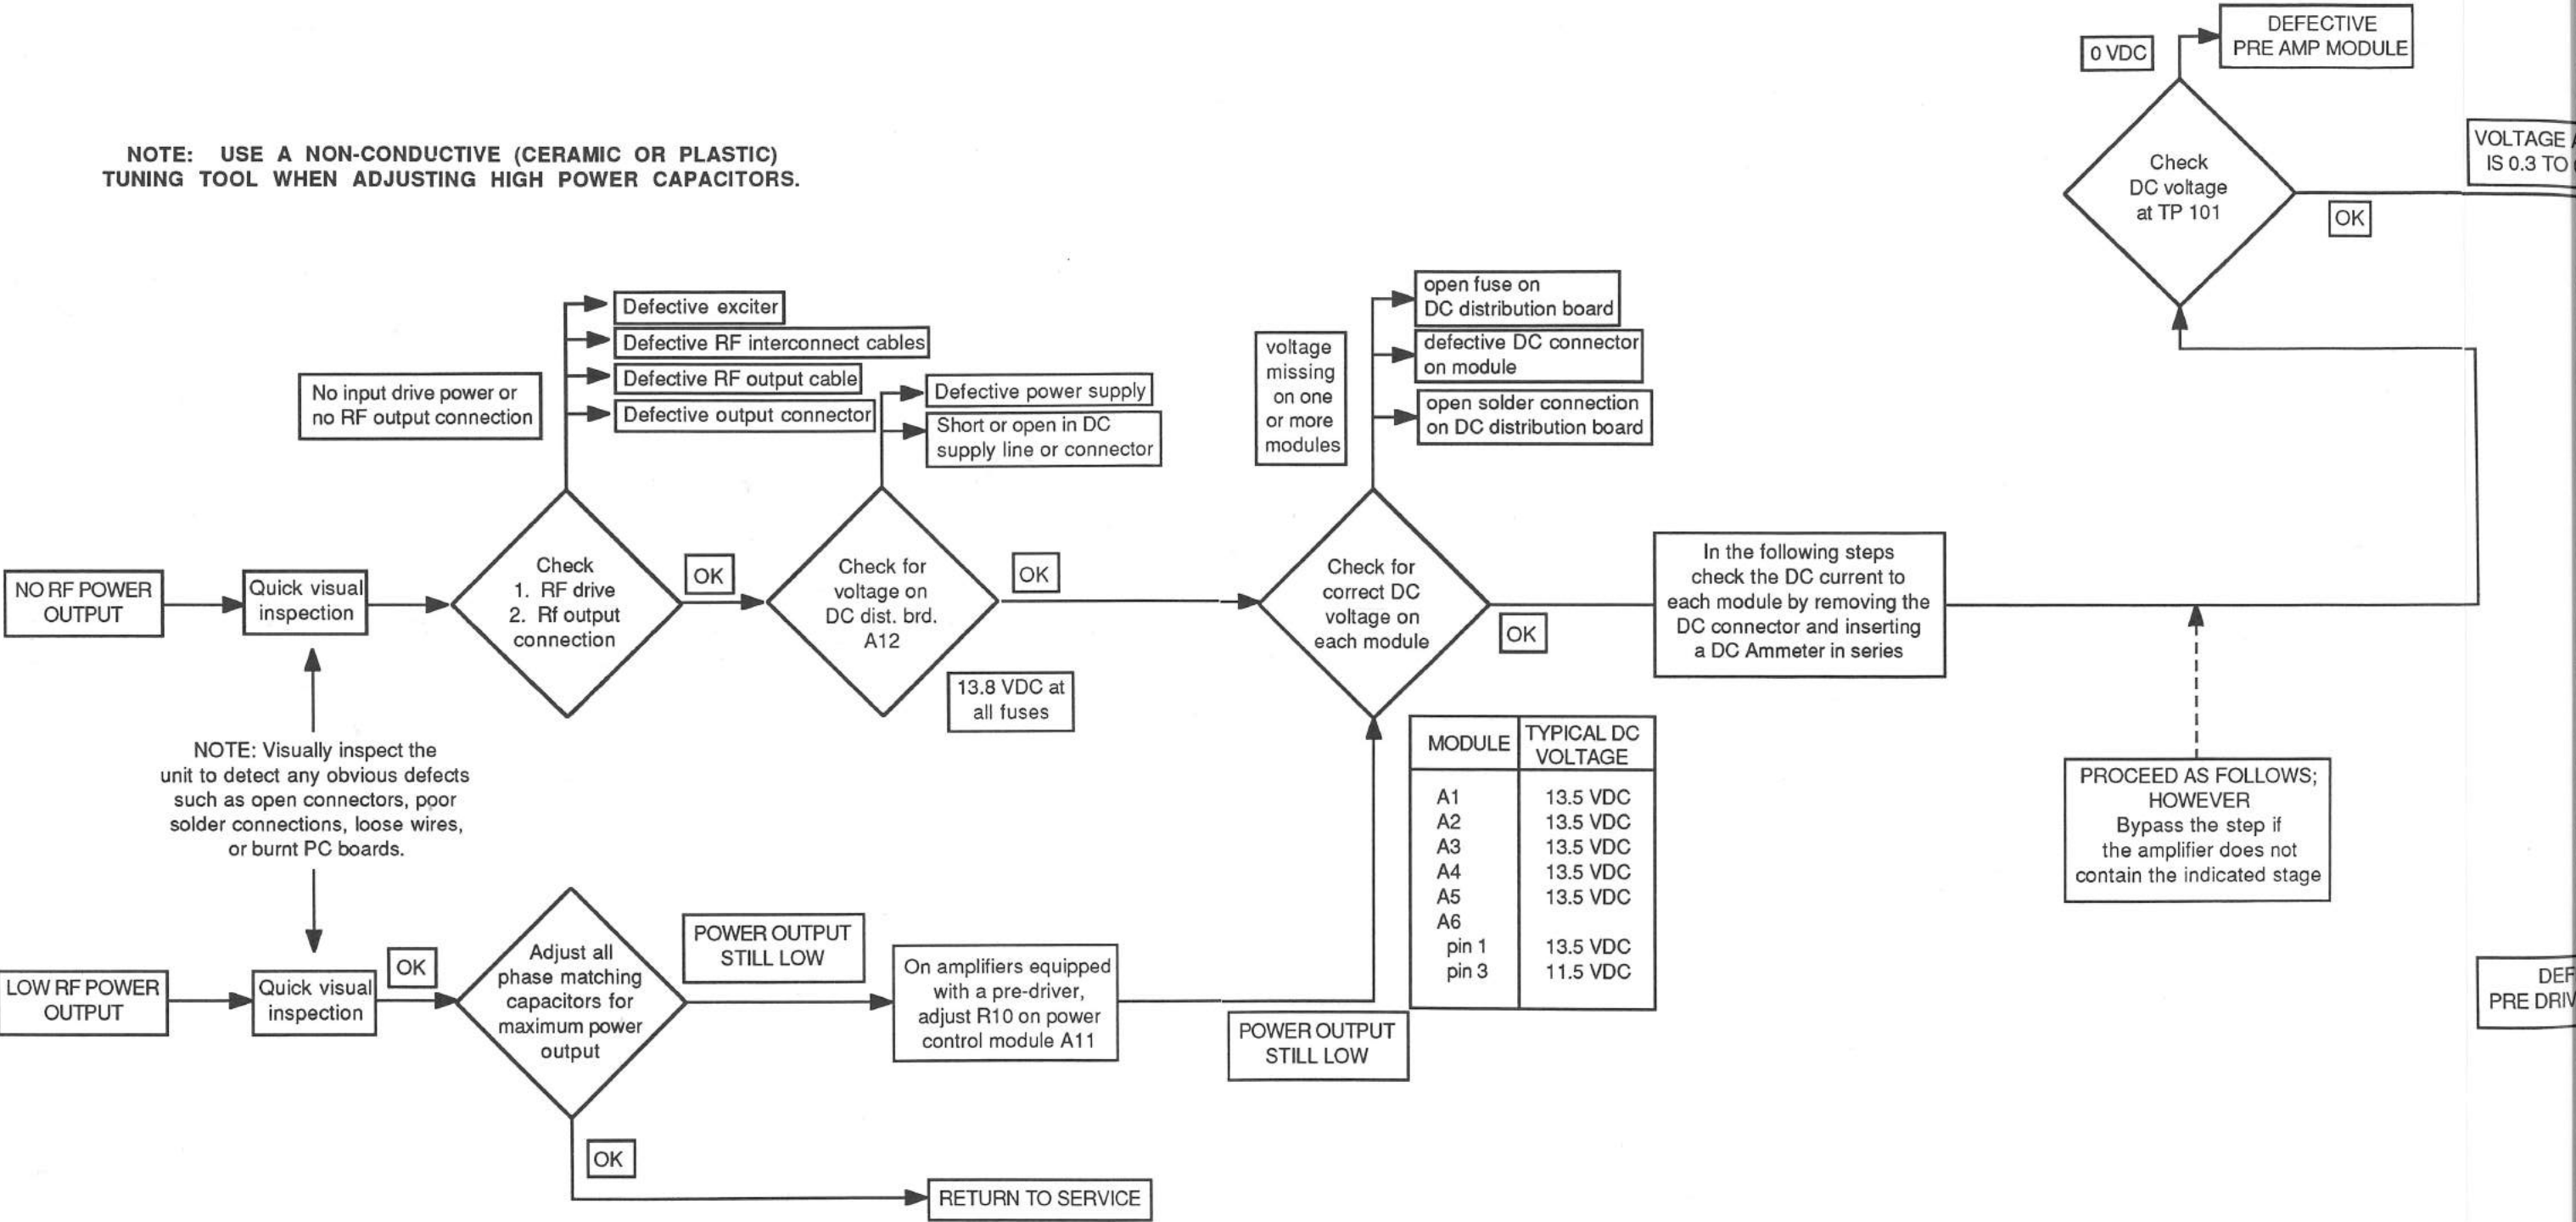 DEFECTIVE
PRE AMP MODULE
0 VDC
Check
DC voltage
at TP 101
VOLTAGE
IS 0.3 TO
OK
NOTE: USE A NON-CONDUCTIVE (CERAMIC OR PLASTIC)
TUNING TOOL WHEN ADJUSTING HIGH POWER CAPACITORS.
No input drive power or
no RF output connection
Defective exciter
Defective RF interconnect cables
Defective RF output cable
Defective output connector
Defective power supply
Short or open in DC
supply line or connector
voltage
missing
on one
or more
modules
open fuse on
DC distribution board
defective DC connector
on module
open solder connection
on DC distribution board
NO RF POWER
OUTPUT
Quick visual
inspection
Check
1. RF drive
2. Rf output
connection
OK
Check for
voltage on
DC dist. brd.
A12
OK
13.8 VDC at
all fuses
Check for
correct DC
voltage on
each module
OK
In the following steps
check the DC current to
each module by removing the
DC connector and inserting
a DC Ammeter in series
NOTE: Visually inspect the
unit to detect any obvious defects
such as open connectors, poor
solder connections, loose wires,
or burnt PC boards.
MODULE TYPICAL DC
VOLTAGE
A1 13.5 VDC
A2 13.5 VDC
A3 13.5 VDC
A4 13.5 VDC
A5 13.5 VDC
A6
pin 1 13.5 VDC
pin 3 11.5 VDC
PROCEED AS FOLLOWS;
HOWEVER
Bypass the step if
the amplifier does not
contain the indicated stage
LOW RF POWER
OUTPUT
Quick visual
inspection
OK
Adjust all
phase matching
capacitors for
maximum power
output
POWER OUTPUT
STILL LOW
On amplifiers equipped
with a pre-driver,
adjust R10 on power
control module A11
POWER OUTPUT
STILL LOW
OK
RETURN TO SERVICE
DEF
PRE DRIV